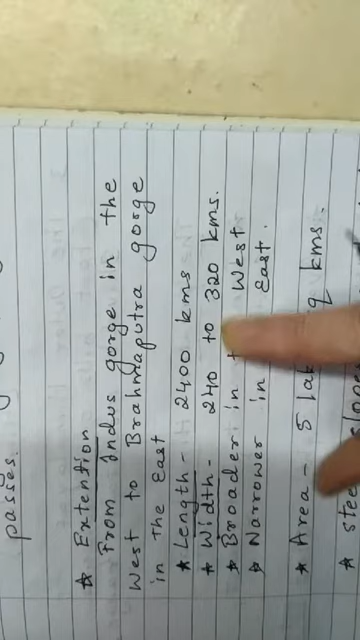 passes.
* Extention
From Indus gorge in the
West to Brahmaputra gorge
in the East
* Length- 2400 kms
* Width- 240 to 320 kms.
* Broader in West
* Narrower in East.
* Area- 5 kms.
* steep